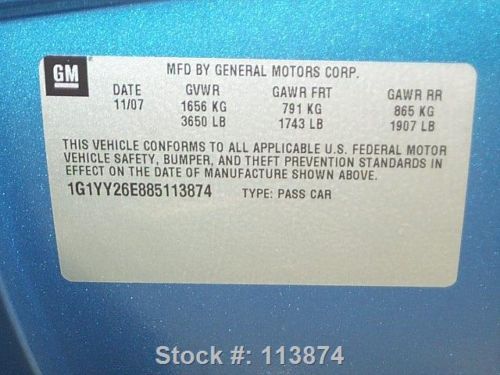 GM
MFD BY GENERAL MOTORS CORP.
DATE GVWR GAWR FRT GAWR RR
11/07 1656 KG 791 KG 865 KG
3650 LB 1743 LB 1907 LB
THIS VEHICLE CONFORMS TO ALL APPLICABLE U.S. FEDERAL MOTOR
VEHICLE SAFETY, BUMPER, AND THEFT PREVENTION STANDARDS IN
EFFECT ON THE DATE OF MANUFACTURE SHOWN ABOVE.
1G1YY26E885113874 TYPE: PASS CAR
Stock #: 113874